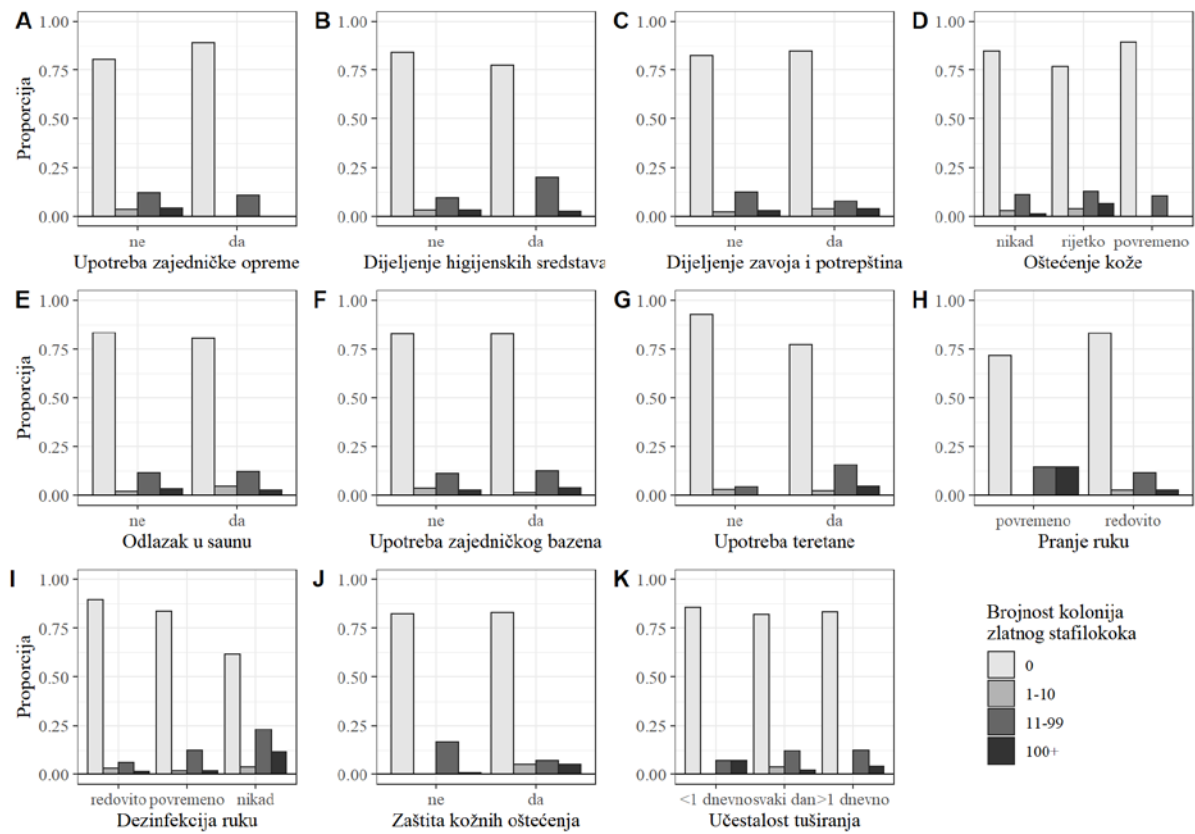 A
B
C
D
Proporcija
1.00
0.75
0.50
0.25
0.00
ne da
Upotreba zajedničke opreme
1.00
0.75
0.50
0.25
0.00
ne da
Dijeljenje higijenskih sredstava
1.00
0.75
0.50
0.25
0.00
ne da
Dijeljenje zavoja i potrepština
1.00
0.75
0.50
0.25
0.00
nikad rijetko povremeno
Oštećenje kože
E
F
G
H
Proporcija
1.00
0.75
0.50
0.25
0.00
ne da
Odlazak u saunu
1.00
0.75
0.50
0.25
0.00
ne da
Upotreba zajedničkog bazena
1.00
0.75
0.50
0.25
0.00
ne da
Upotreba teretane
1.00
0.75
0.50
0.25
0.00
povremeno redovito
Pranje ruku
I
J
K
Proporcija
1.00
0.75
0.50
0.25
0.00
redovito povremeno nikad
Dezinfekcija ruku
1.00
0.75
0.50
0.25
0.00
ne da
Zaštita kožnih oštećenja
1.00
0.75
0.50
0.25
0.00
<1 dnevno svaki dan >1 dnevno
Učestalost tuširanja
Brojnost kolonija
zlatnog stafilokoka
0
1-10
11-99
100+